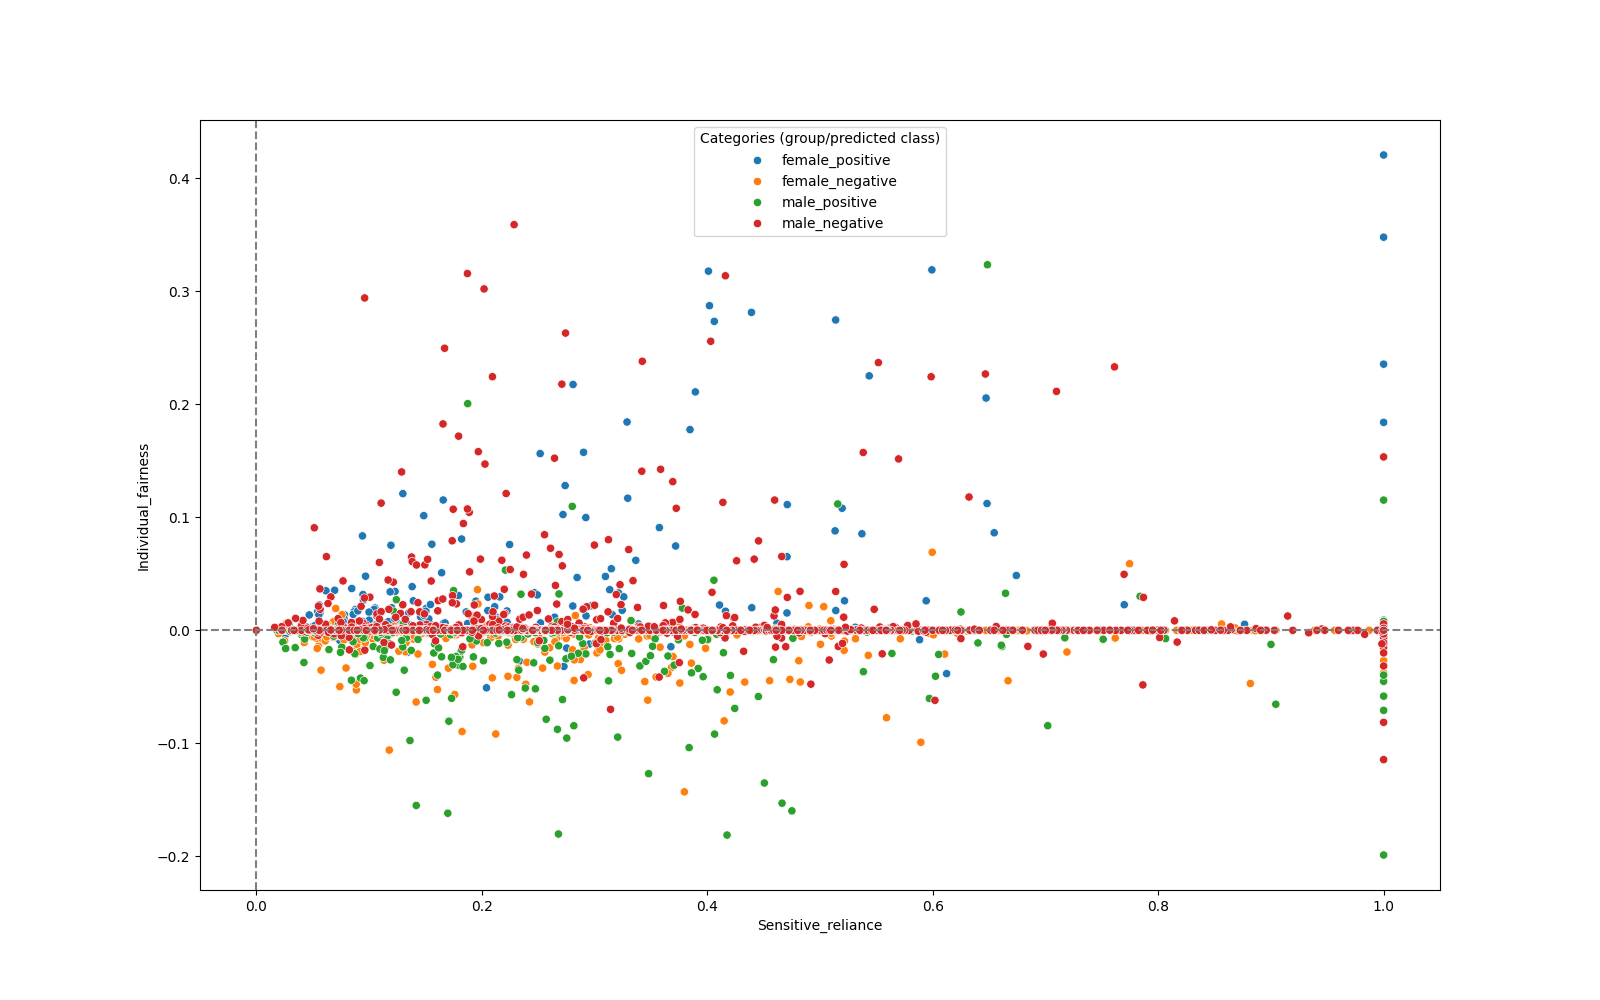 Categories (group/predicted class)
female_positive
female_negative
male_positive
male_negative
0.4
0.3
0.2
0.1
0.0
−0.1
−0.2
Individual_fairness
0.0 0.2 0.4 0.6 0.8 1.0
Sensitive_reliance